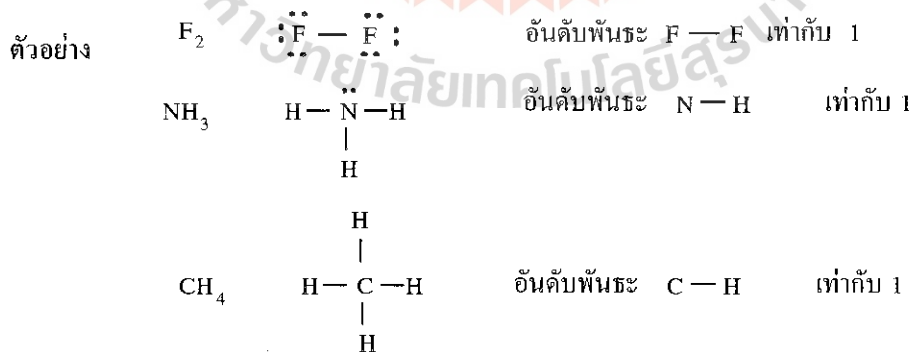 ตัวอย่าง F2 :F — F: อันดับพันธะ F — F เท่ากับ 1
NH3 H — N — H อันดับพันธะ N — H เท่ากับ 1
H
H
CH4 H — C — H อันดับพันธะ C — H เท่ากับ 1
H